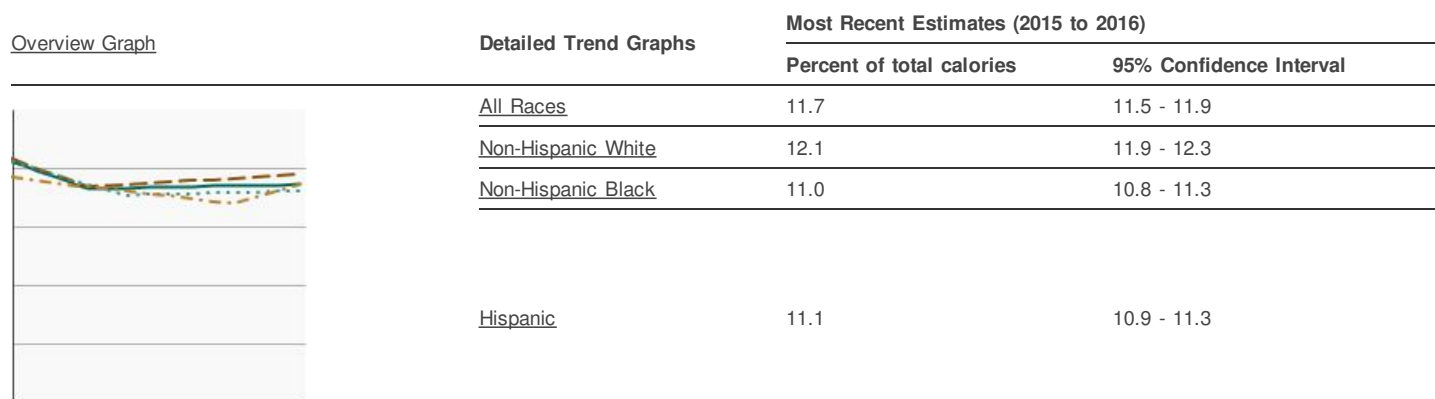 Overview Graph
Detailed Trend Graphs
Most Recent Estimates (2015 to 2016)
Percent of total calories
95% Confidence Interval
All Races 11.7 11.5 - 11.9
Non-Hispanic White 12.1 11.9 - 12.3
Non-Hispanic Black 11.0 10.8 - 11.3
Hispanic 11.1 10.9 - 11.3